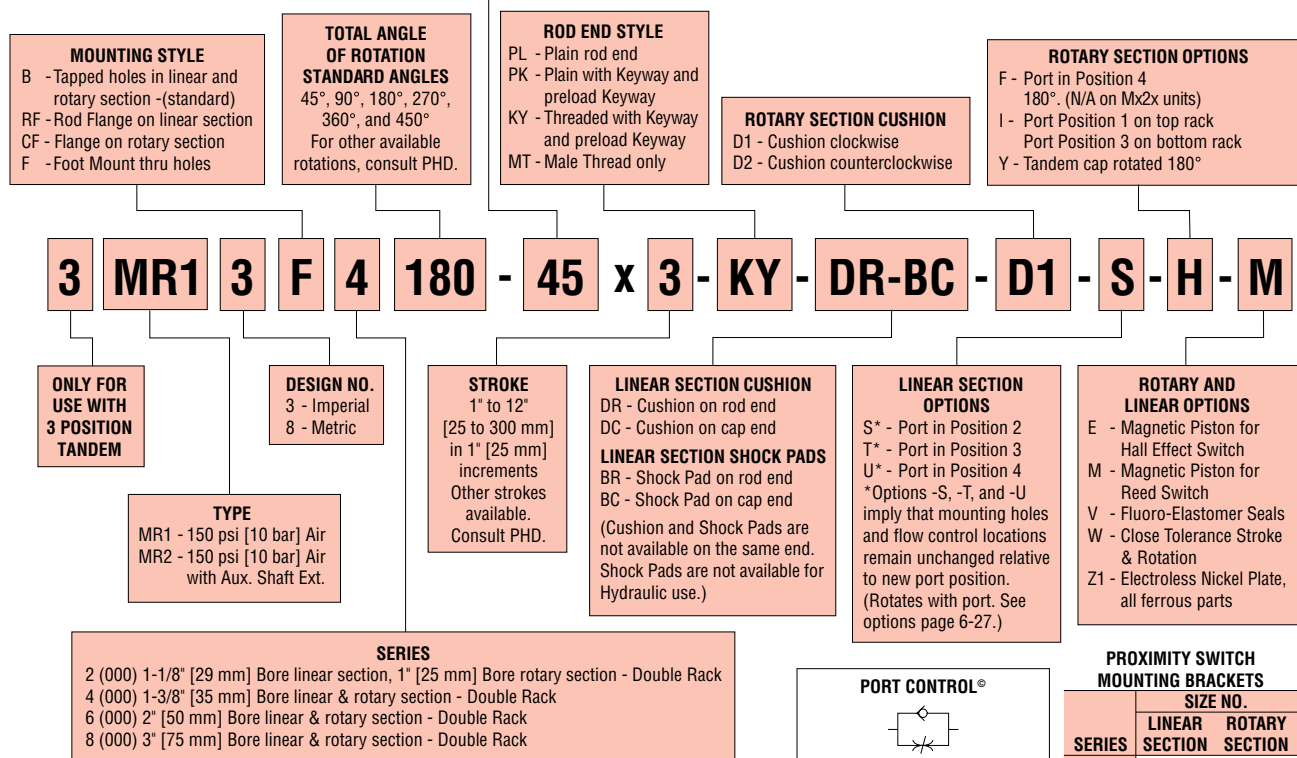 MOUNTING STYLE
B - Tapped holes in linear and
rotary section -(standard)
RF - Rod Flange on linear section
CF - Flange on rotary section
F - Foot Mount thru holes
TOTAL ANGLE
OF ROTATION
STANDARD ANGLES
45°, 90°, 180°, 270°,
360°, and 450°
For other available
rotations, consult PHD.
ROD END STYLE
PL - Plain rod end
PK - Plain with Keyway and
preload Keyway
KY - Threaded with Keyway
and preload Keyway
MT - Male Thread only
ROTARY SECTION CUSHION
D1 - Cushion clockwise
D2 - Cushion counterclockwise
ROTARY SECTION OPTIONS
F - Port in Position 4
180°. (N/A on Mx2x units)
I - Port Position 1 on top rack
Port Position 3 on bottom rack
Y - Tandem cap rotated 180°
3 MR1 3 F 4 180 - 45 x 3 - KY - DR-BC - D1 - S - H - M
ONLY FOR
USE WITH
3 POSITION
TANDEM
TYPE
MR1 - 150 psi [10 bar] Air
MR2 - 150 psi [10 bar] Air
with Aux. Shaft Ext.
DESIGN NO.
3 - Imperial
8 - Metric
STROKE
1" to 12"
[25 to 300 mm]
in 1" [25 mm]
increments
Other strokes
available.
Consult PHD.
LINEAR SECTION CUSHION
DR - Cushion on rod end
DC - Cushion on cap end
LINEAR SECTION SHOCK PADS
BR - Shock Pad on rod end
BC - Shock Pad on cap end
(Cushion and Shock Pads are
not available on the same end.
Shock Pads are not available for
Hydraulic use.)
LINEAR SECTION
OPTIONS
S* - Port in Position 2
T* - Port in Position 3
U* - Port in Position 4
*Options -S, -T, and -U
imply that mounting holes
and flow control locations
remain unchanged relative
to new port position.
(Rotates with port. See
options page 6-27.)
ROTARY AND
LINEAR OPTIONS
E - Magnetic Piston for
Hall Effect Switch
M - Magnetic Piston for
Reed Switch
V - Fluoro-Elastomer Seals
W - Close Tolerance Stroke
& Rotation
Z1 - Electroless Nickel Plate,
all ferrous parts
SERIES
2 (000) 1-1/8" [29 mm] Bore linear section, 1" [25 mm] Bore rotary section - Double Rack
4 (000) 1-3/8" [35 mm] Bore linear & rotary section - Double Rack
6 (000) 2" [50 mm] Bore linear & rotary section - Double Rack
8 (000) 3" [75 mm] Bore linear & rotary section - Double Rack
PORT CONTROL©
PROXIMITY SWITCH
MOUNTING BRACKETS
SIZE NO.
LINEAR ROTARY
SERIES SECTION SECTION